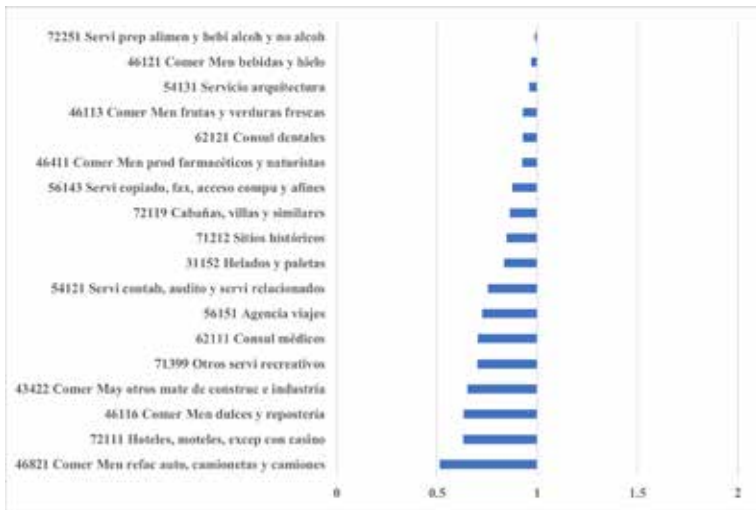 72251 Servi prep alimen y bebi alcoh y no alcoh
46121 Comer Men bebidas y hielo
54131 Servicio arquitectura
46113 Comer Men frutas y verduras frescas
62121 Consul dentales
46411 Comer Men prod farmacéticos y naturistas
56143 Servi copiado, fax, acceso compu y afines
72119 Cabañas, villas y similares
71212 Sitios históricos
31152 Helados y paletas
54121 Servi contab, audito y servi relacionados
56151 Agencia viajes
62111 Consul médicos
71399 Otros servi recreativos
43422 Comer May otros mate de construc e industria
46116 Comer Men dulces y repostería
72111 Hoteles, moteles, excep con casino
46821 Comer Men refac auto, camionetas y camiones
0 0.5 1 1.5 2